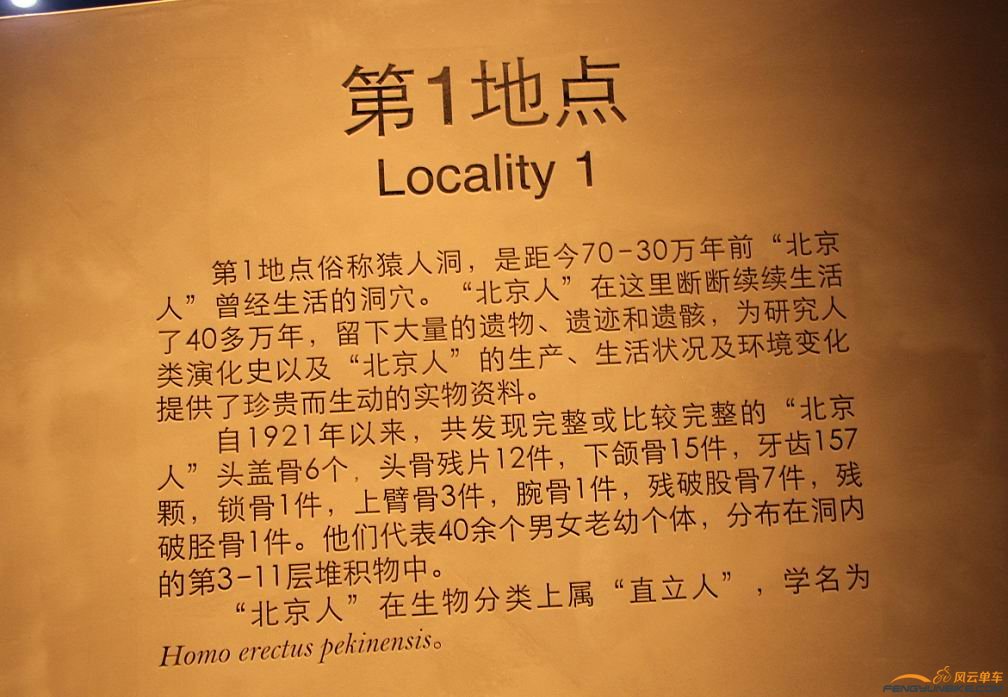 第1地点
Locality 1
第1地点俗称猿人洞，是距今70-30万年前“北京
人”曾经生活的洞穴。“北京人”在这里断断续续生活
了40多万年，留下大量的遗物、遗迹和遗骸，为研究人
类演化史以及“北京人”的生产、生活状况及环境变化
提供了珍贵而生动的实物资料。
自1921年以来，共发现完整或比较完整的“北京
人”头盖骨6个，头骨残片12件，下颌骨15件，牙齿157
颗，锁骨1件，上臂骨3件，腕骨1件，残破股骨7件，残
破胫骨1件。他们代表40余个男女老幼个体，分布在洞内
的第3-11层堆积物中。
“北京人”在生物分类上属“直立人”，学名为
Homo erectus pekinensis。
风云单车
FENGYUNBIKE.COM